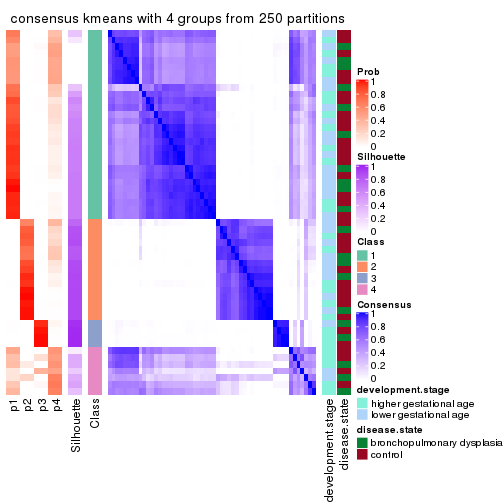 consensus kmeans with 4 groups from 250 partitions
Prob
1
0.8
0.6
0.4
0.2
0
Silhouette
1
0.8
0.6
0.4
0.2
0
Class
1
2
3
4
Consensus
1
0.8
0.6
0.4
0.2
0
development.stage
higher gestational age
lower gestational age
disease.state
bronchopulmonary dysplasia
control
p1
p2
p3
p4
Silhouette
Class
development.stage
disease.state